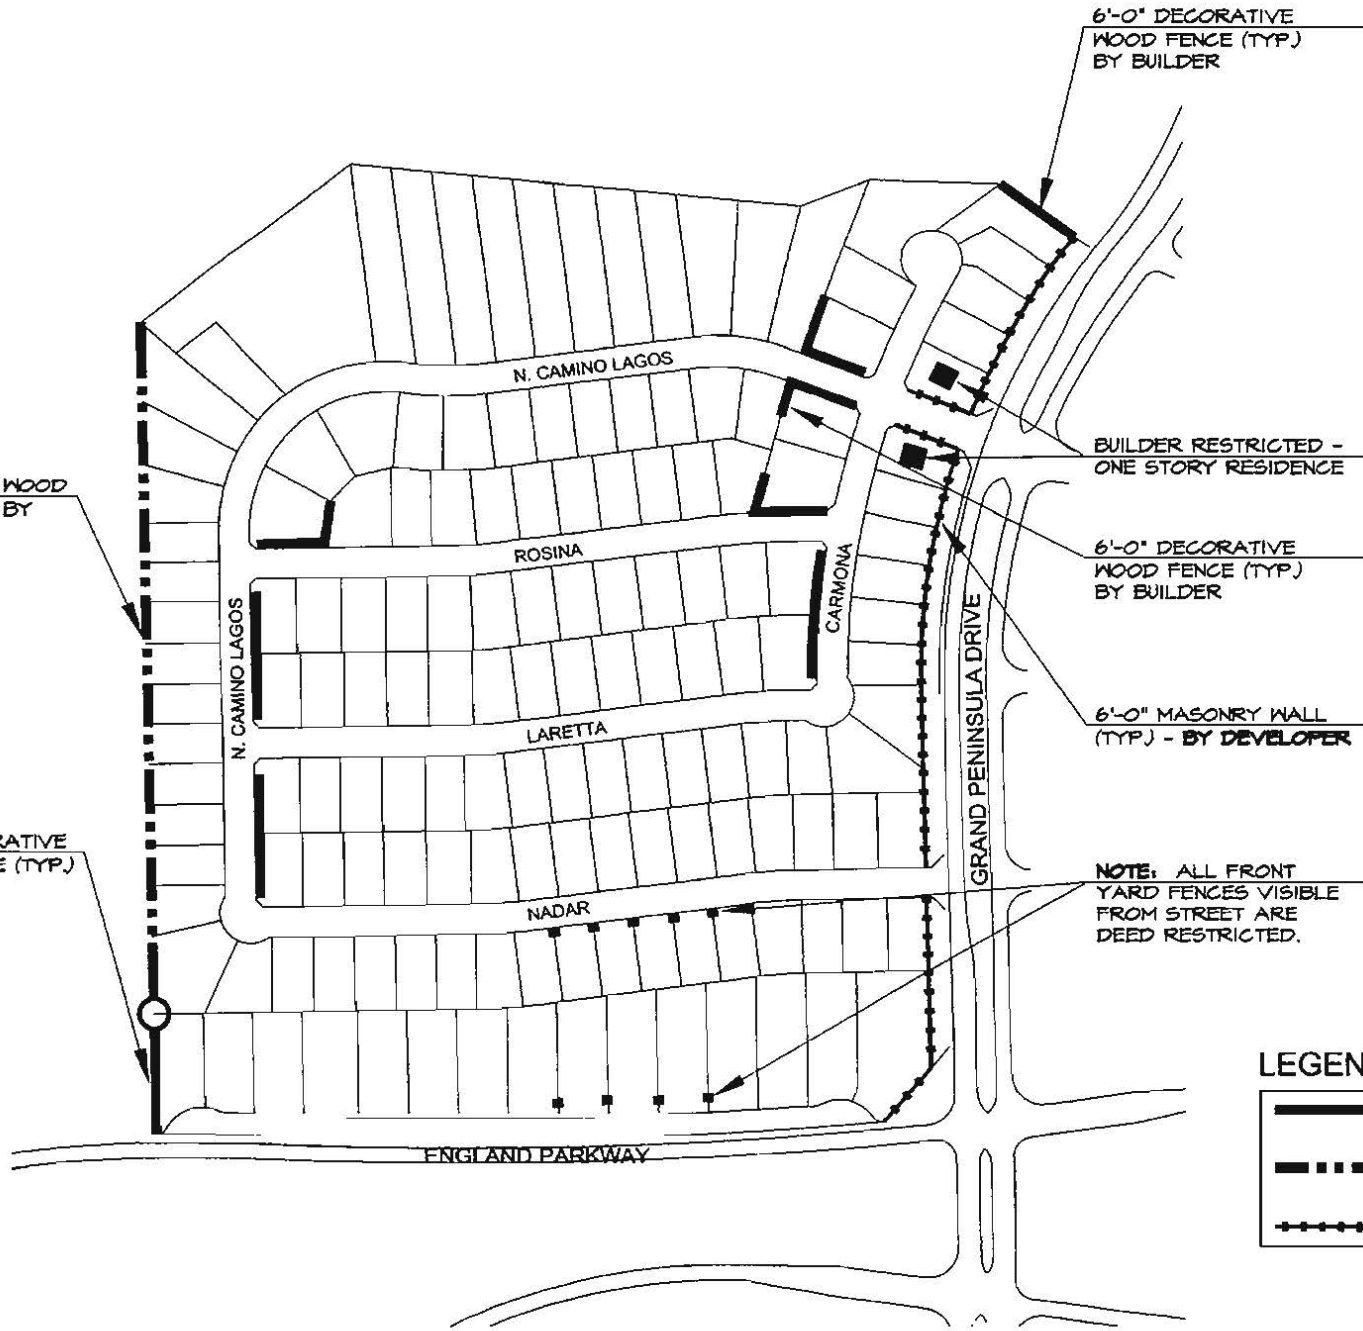 6'-0" DECORATIVE
WOOD FENCE (TYP.)
BY BUILDER
N. CAMINO LAGOS
BUILDER RESTRICTED -
ONE STORY RESIDENCE
WOOD
BY
ROSINA
6'-0" DECORATIVE
WOOD FENCE (TYP.)
BY BUILDER
CARMONA
N. CAMINO LAGOS
GRAND PENINSULA DRIVE
LARETTA
6'-0" MASONRY WALL
(TYP.) - BY DEVELOPER
RATIVE
E (TYP.)
NADAR
NOTE: ALL FRONT
YARD FENCES VISIBLE
FROM STREET ARE
DEED RESTRICTED.
LEGEN
ENGLAND PARKWAY